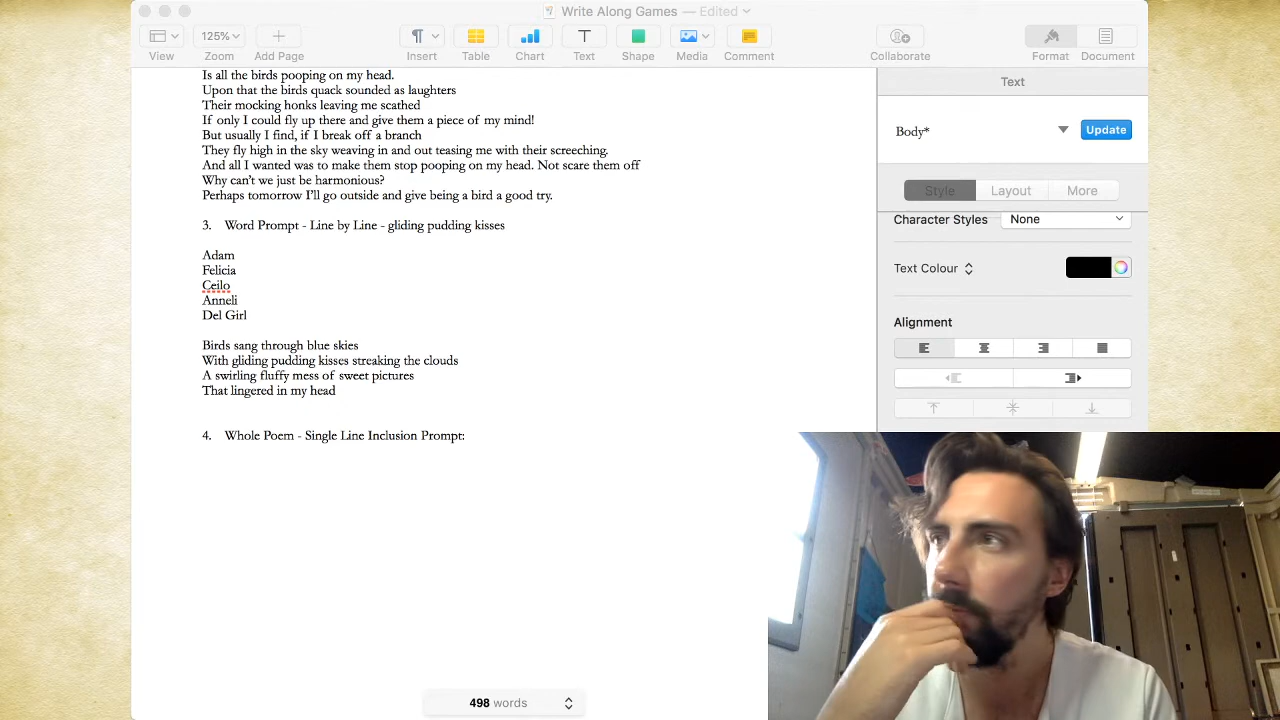 Write Along Games — Edited
View
125%
Zoom
Add Page
Insert
Table
Chart
Text
Shape
Media
Comment
Collaborate
Format
Document
Is all the birds pooping on my head.
Upon that the birds quack sounded as laughters
Their mocking honks leaving me scathed
If only I could fly up there and give them a piece of my mind!
But usually I find, if I break off a branch
They fly high in the sky weaving in and out teasing me with their screeching.
And all I wanted was to make them stop pooping on my head. Not scare them off
Why can't we just be harmonious?
Perhaps tomorrow I'll go outside and give being a bird a good try.
3. Word Prompt - Line by Line - gliding pudding kisses
Adam
Felicia
Ceilo
Anneli
Del Girl
Birds sang through blue skies
With gliding pudding kisses streaking the clouds
A swirling fluffy mess of sweet pictures
That lingered in my head
4. Whole Poem - Single Line Inclusion Prompt:
498 words
Text
Body*
Update
Style
Layout
More
Character Styles
None
Text Colour
Alignment